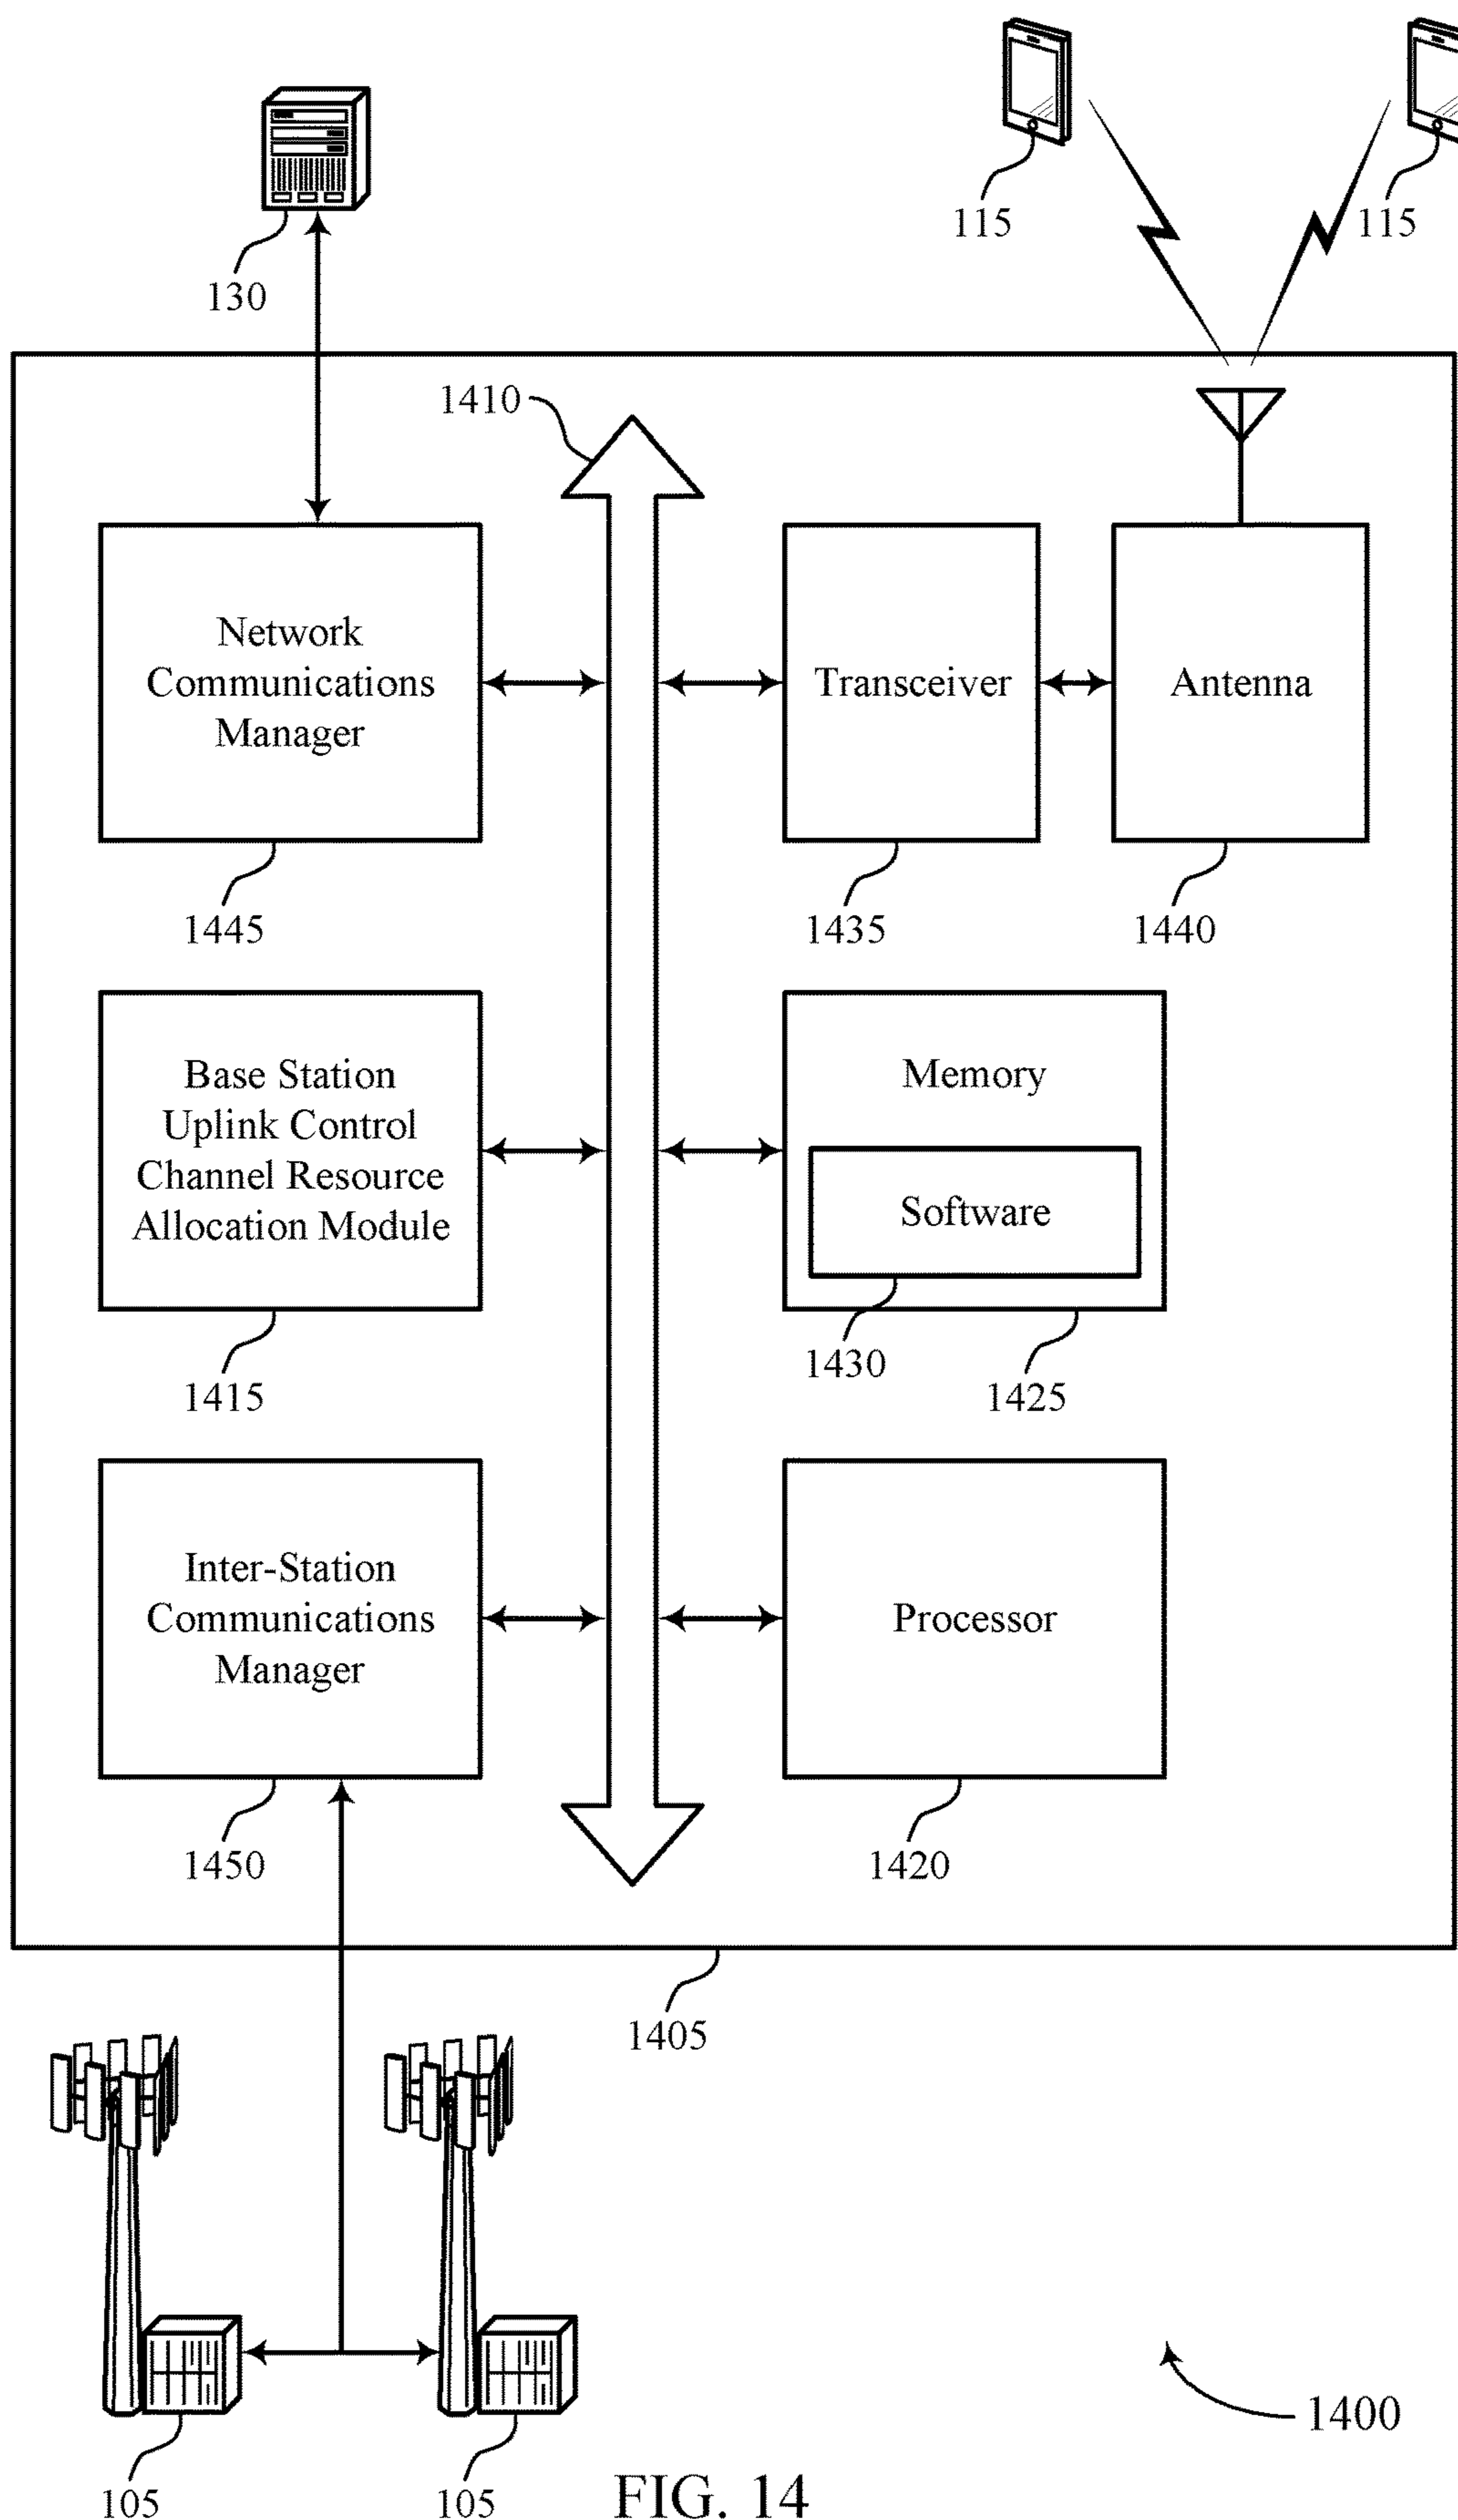 130
115
115
1410
Network
Communications
Manager
Transceiver
Antenna
1445
1435
1440
Base Station
Uplink Control
Channel Resource
Allocation Module
Memory
Software
1415
1430
1425
Inter-Station
Communications
Manager
Processor
1450
1420
1405
105
105
1400
FIG. 14